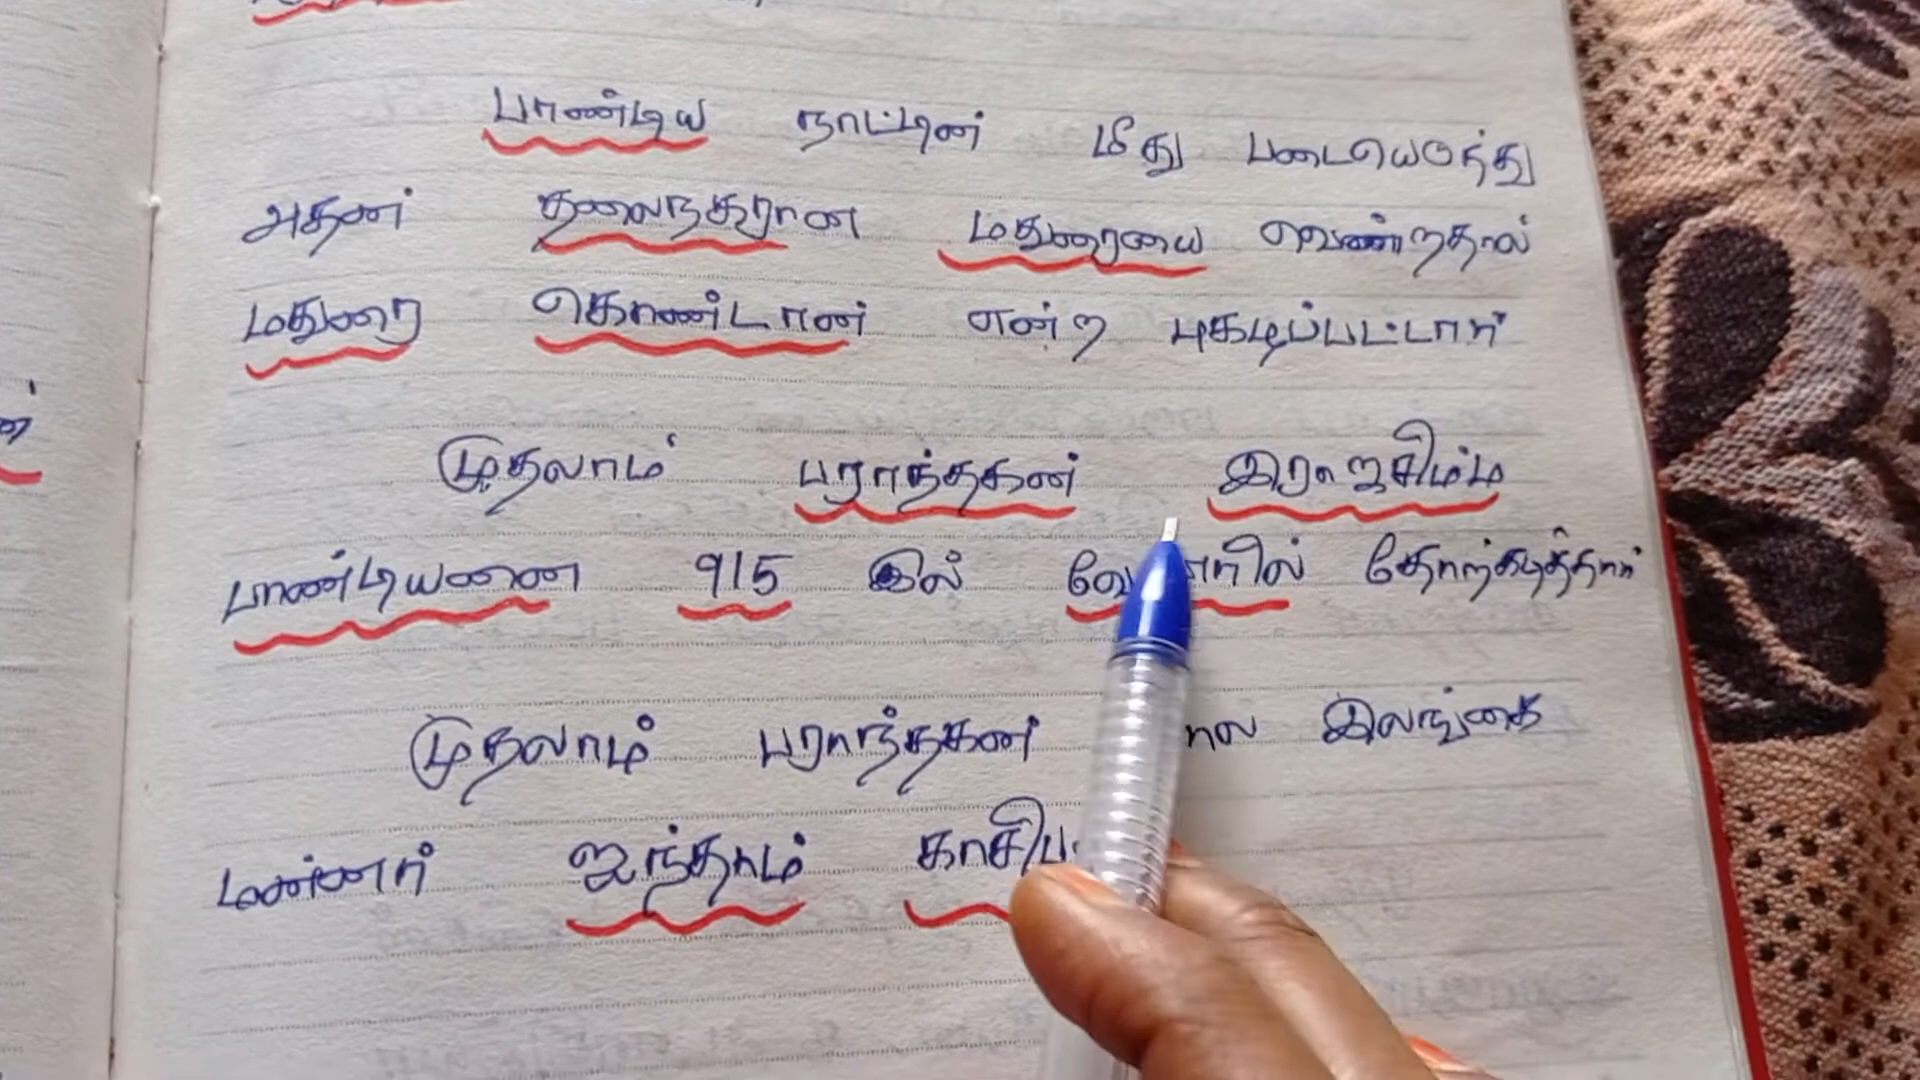 பாண்டிய நாட்டின் மீது படையெடுத்து
அதன் தலைநகரான மதுரையை வென்றதால்
மதுரை கொண்டான் என்று புகழப்பட்டார்
முதலாம் பராந்தகன் இராஜசிம்ம
பாண்டியனை 915 இல் தோற்கடித்தார்
முதலாம் பராந்தகன் இலங்கை
மன்னர் ஐந்தாம்